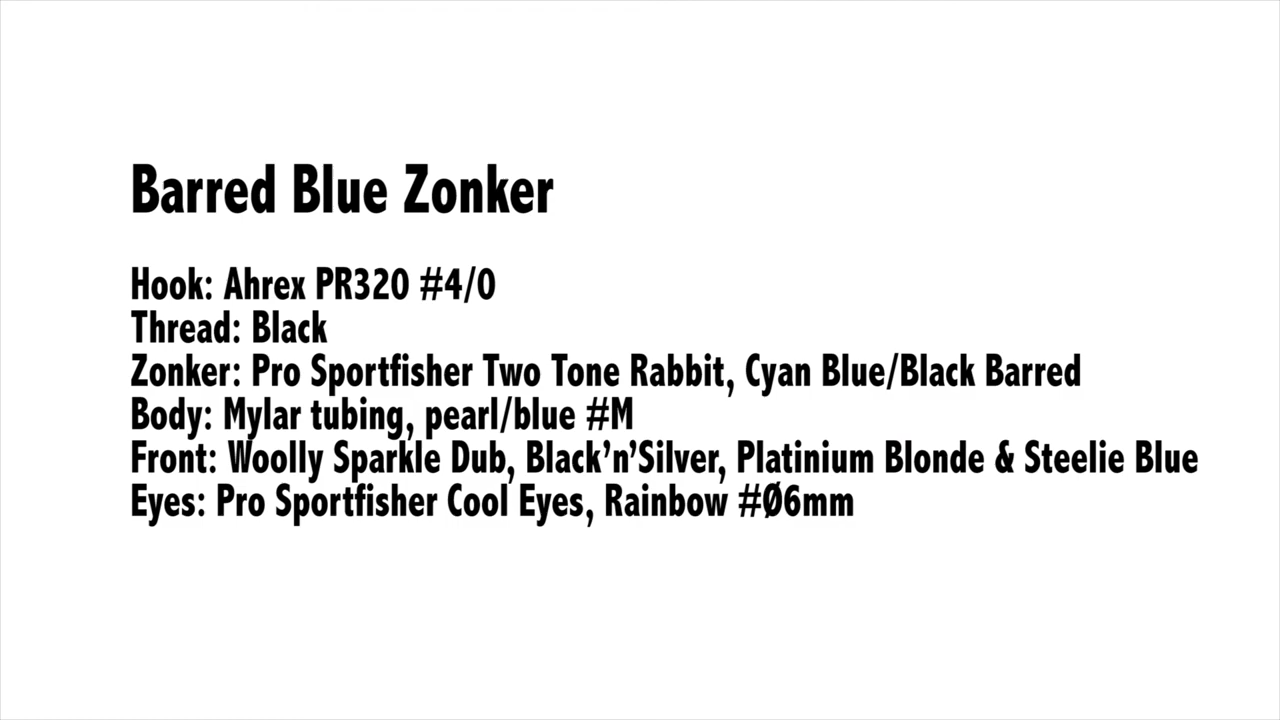 Barred Blue Zonker
Hook: Ahrex PR320 #4/0
Thread: Black
Zonker: Pro Sportfisher Two Tone Rabbit, Cyan Blue/Black Barred
Body: Mylar tubing, pearl/blue #M
Front: Woolly Sparkle Dub, Black’n’Silver, Platinium Blonde & Steelie Blue
Eyes: Pro Sportfisher Cool Eyes, Rainbow #Ø6mm